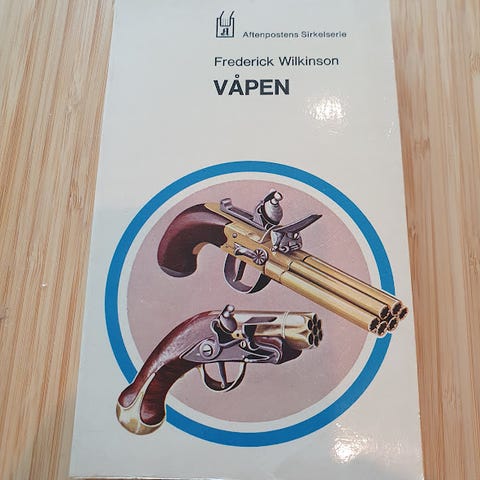 Aftenpostens Sirkelserie
Frederick Wilkinson
VÅPEN